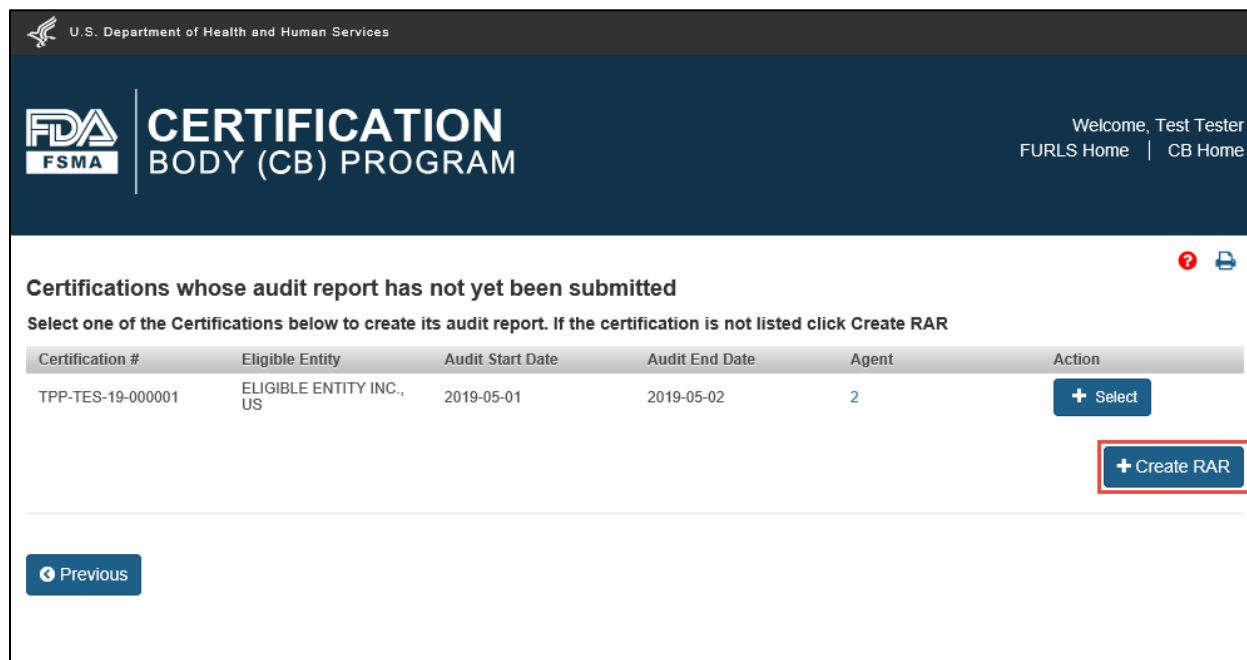 U.S. Department of Health and Human Services
FDA
FSMA
CERTIFICATION
BODY (CB) PROGRAM
Welcome, Test Tester
FURLS Home | CB Home
?
Certifications whose audit report has not yet been submitted
Select one of the Certifications below to create its audit report. If the certification is not listed click Create RAR
Certification # Eligible Entity Audit Start Date Audit End Date Agent Action
TPP-TES-19-000001 ELIGIBLE ENTITY INC., US 2019-05-01 2019-05-02 2 + Select
+ Create RAR
Previous